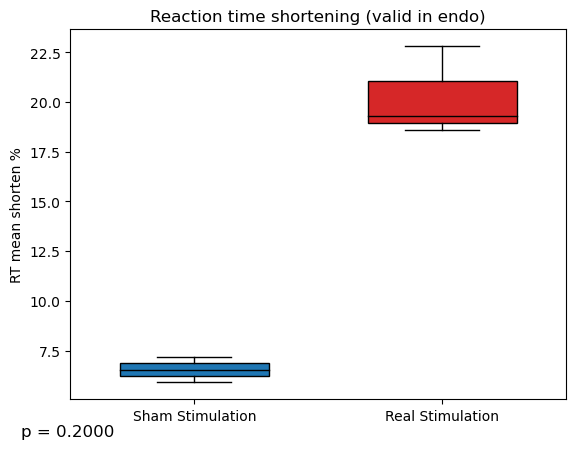 Reaction time shortening (valid in endo)
RT mean shorten %
22.5
20.0
17.5
15.0
12.5
10.0
7.5
Sham Stimulation
Real Stimulation
p = 0.2000